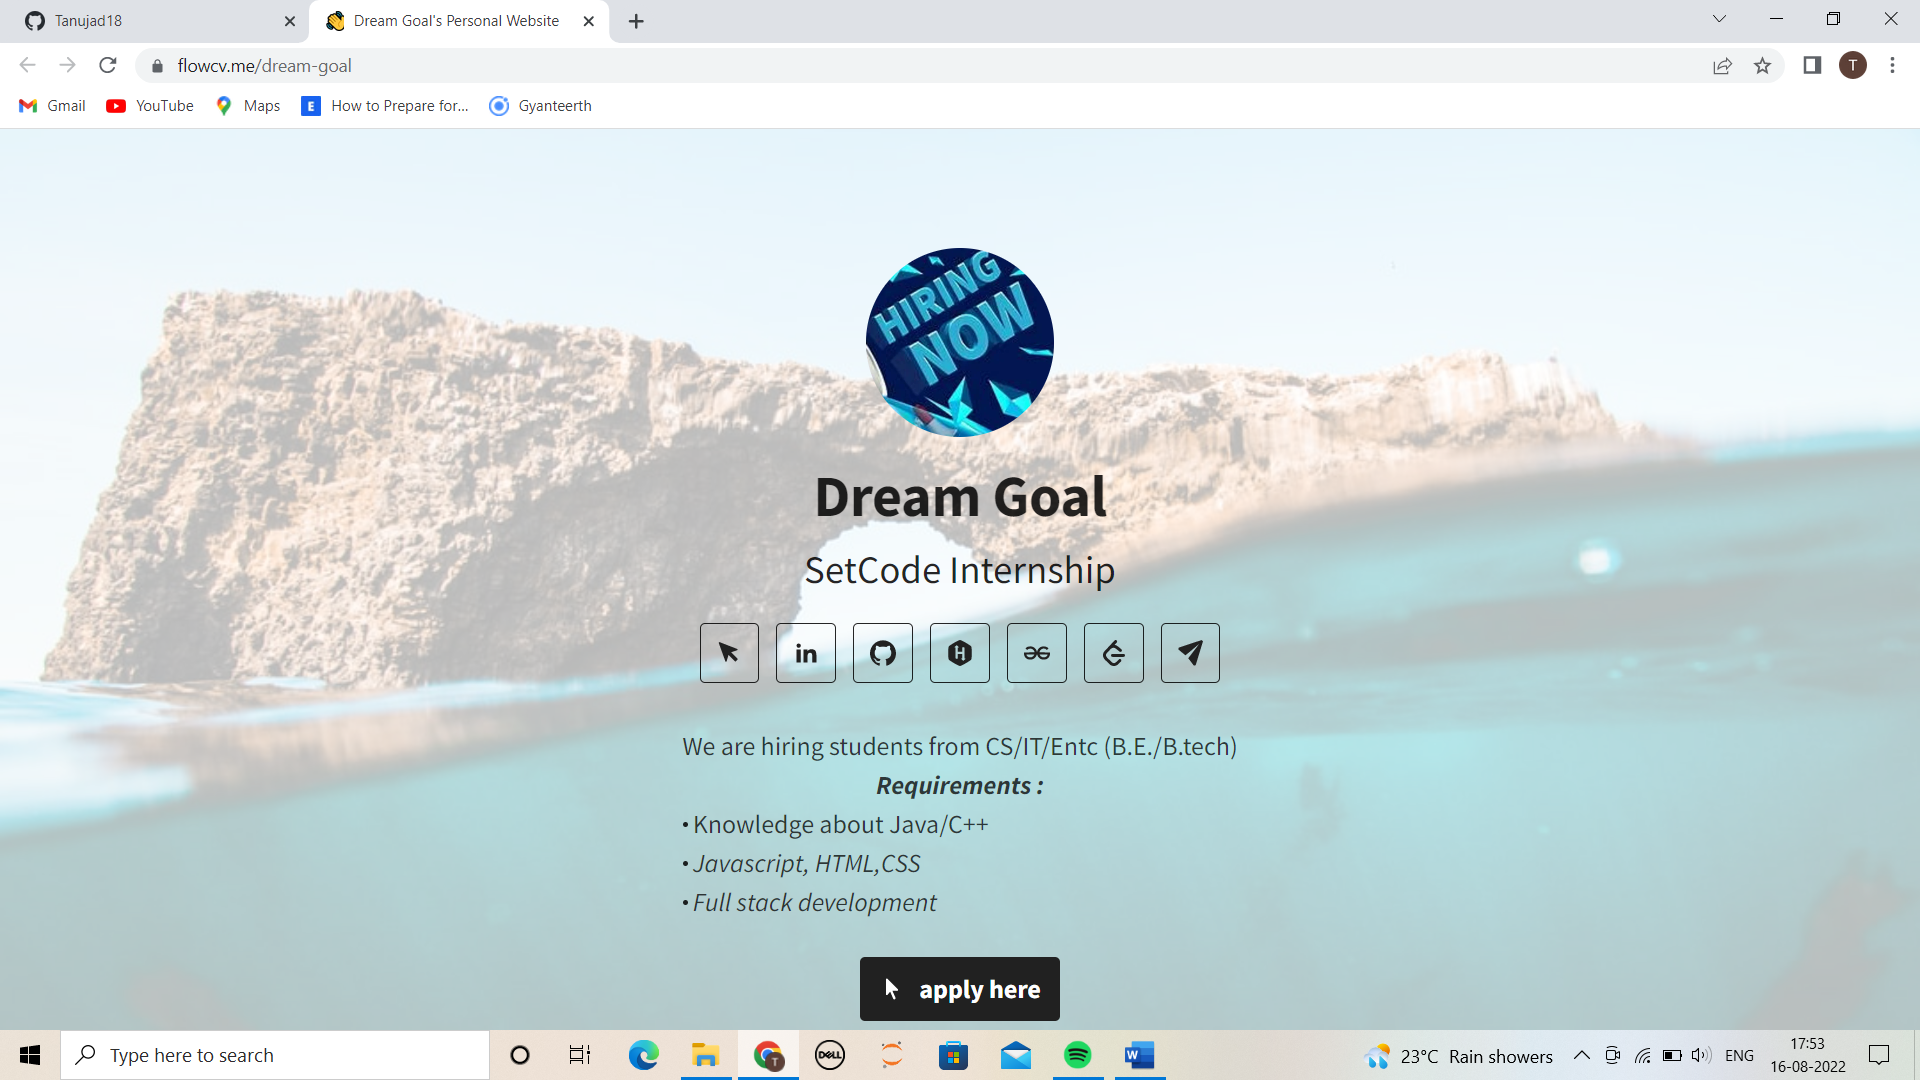 Tanujad18
Dream Goal's Personal Website
flowcv.me/dream-goal
T
Gmail
YouTube
Maps
E
How to Prepare for...
Gyanteerth
HIRING
NOW
Dream Goal
SetCode Internship
in
H
We are hiring students from CS/IT/Entc (B.E./B.tech)
Requirements :
• Knowledge about Java/C++
• Javascript, HTML,CSS
• Full stack development
apply here
Type here to search
T
DELL
W
23°C Rain showers
ENG
17:53
16-08-2022